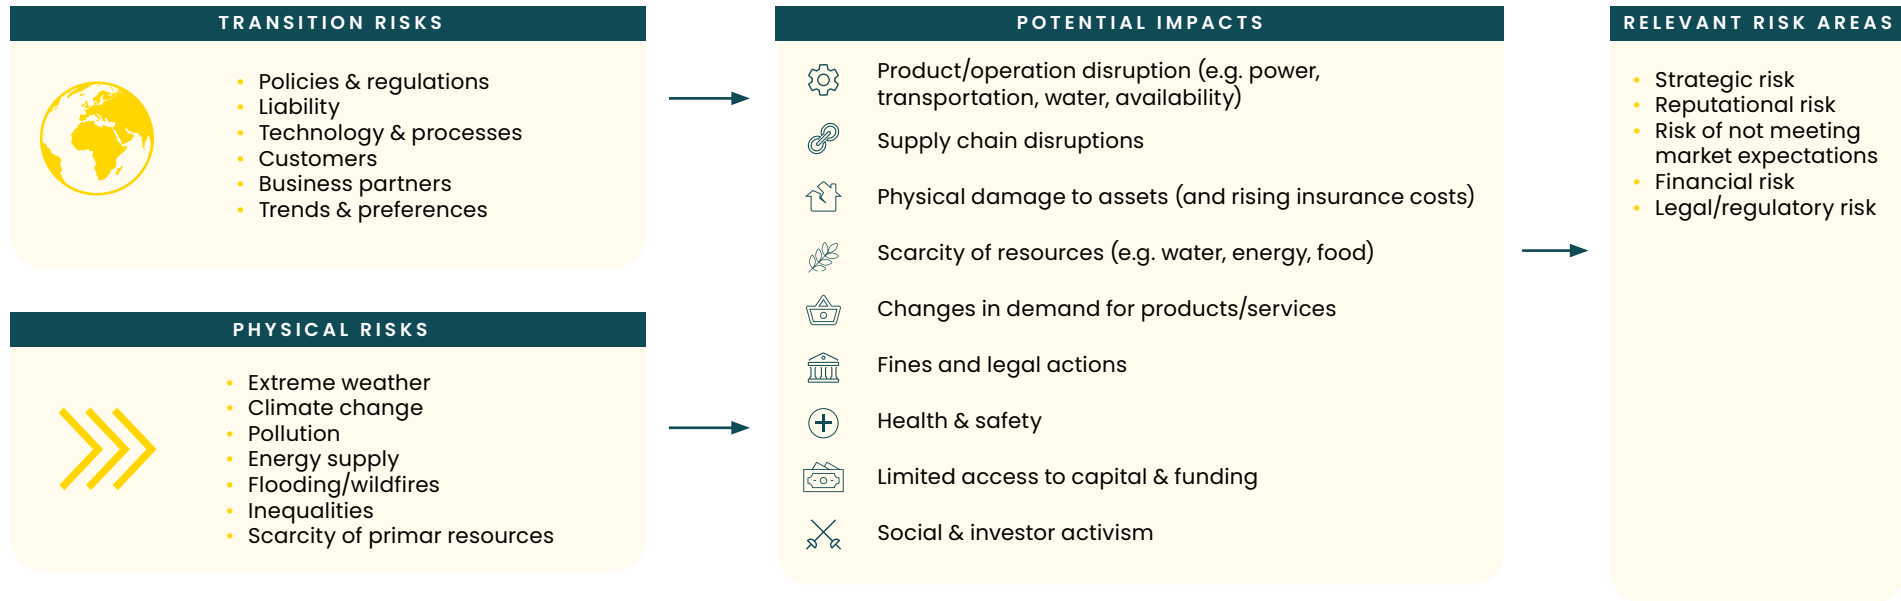 TRANSITION RISKS
• Policies & regulations
• Liability
• Technology & processes
• Customers
• Business partners
• Trends & preferences
PHYSICAL RISKS
• Extreme weather
• Climate change
• Pollution
• Energy supply
• Flooding/wildfires
• Inequalities
• Scarcity of primar resources
POTENTIAL IMPACTS
Product/operation disruption (e.g. power,
transportation, water, availability)
Supply chain disruptions
Physical damage to assets (and rising insurance costs)
Scarcity of resources (e.g. water, energy, food)
Changes in demand for products/services
Fines and legal actions
Health & safety
Limited access to capital & funding
Social & investor activism
RELEVANT RISK AREAS
• Strategic risk
• Reputational risk
• Risk of not meeting
market expectations
• Financial risk
• Legal/regulatory risk